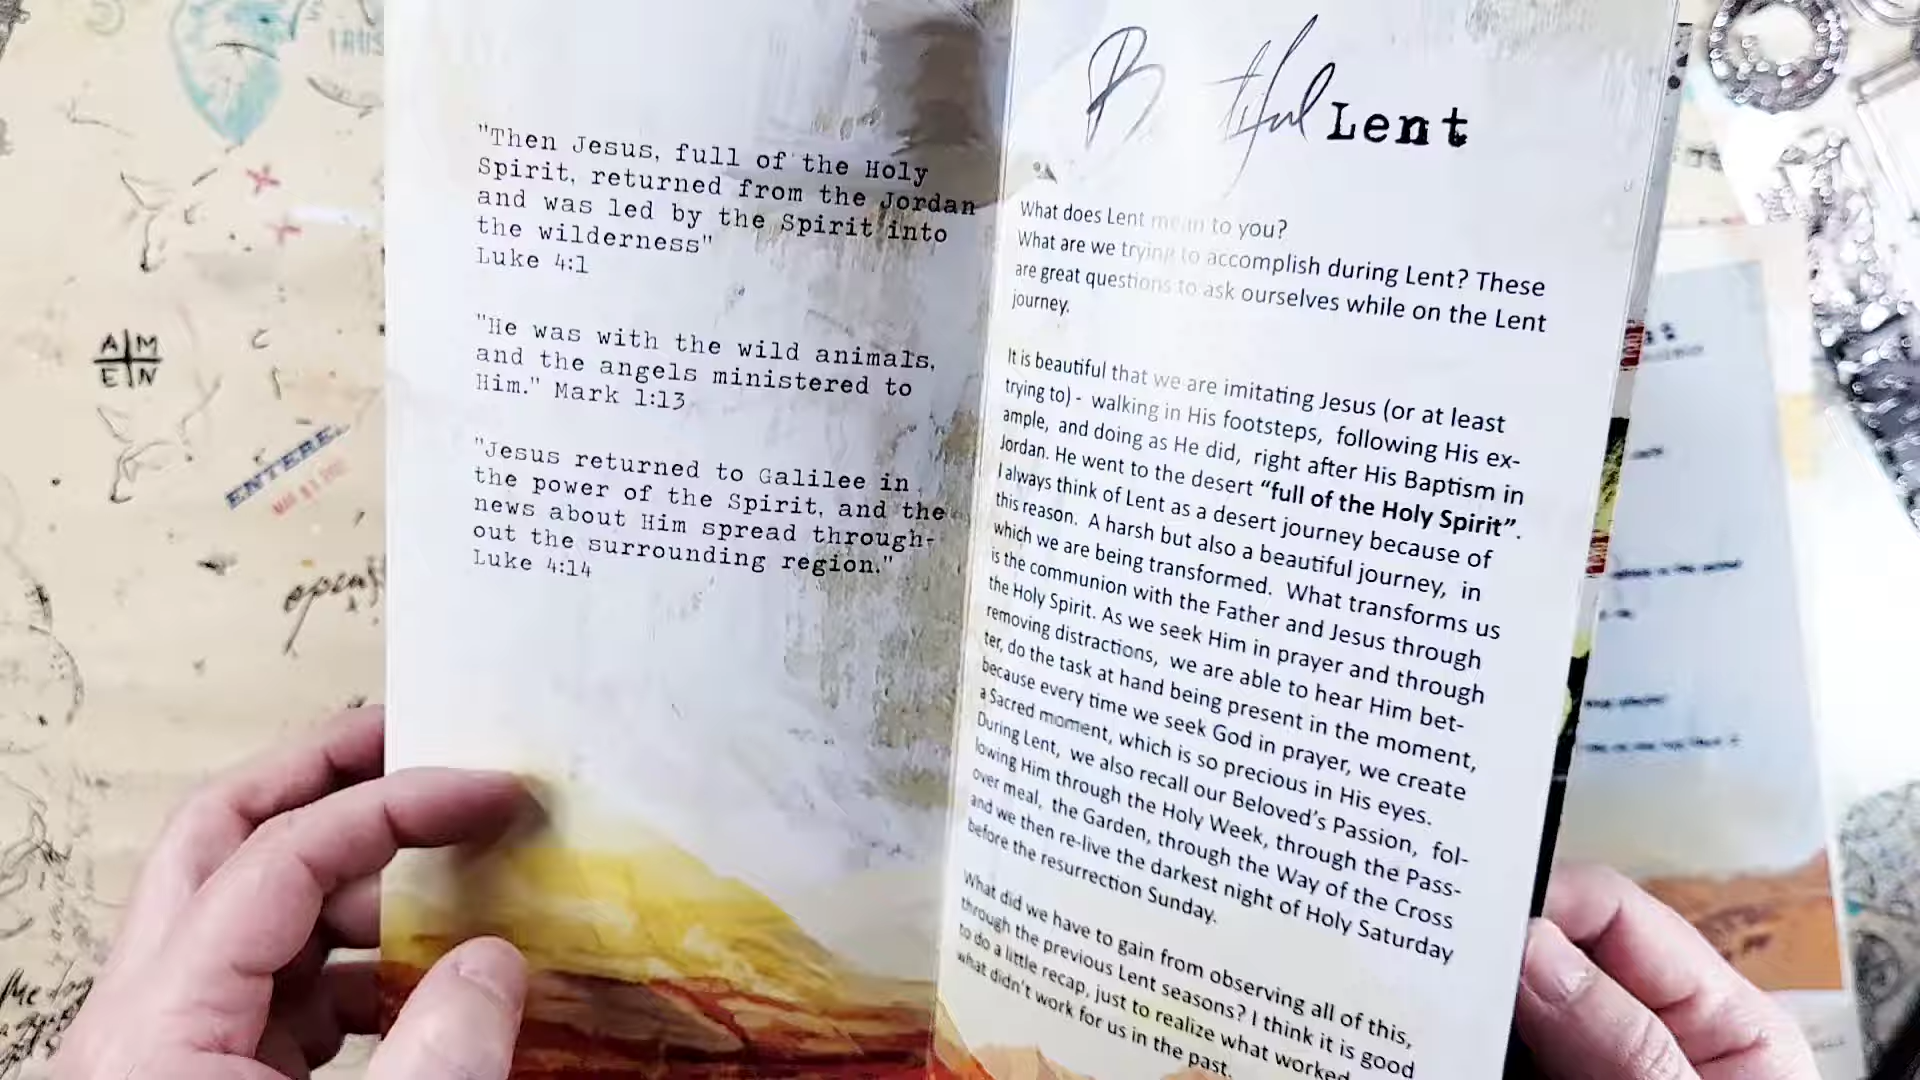 "Then Jesus, full of the Holy
Spirit, returned from the Jordan
and was led by the Spirit into
the wilderness"
Luke 4:1
"He was with the wild animals,
and the angels ministered to
Him." Mark 1:13
"Jesus returned to Galilee in
the power of the Spirit, and the
news about Him spread through-
out the surrounding region."
Luke 4:14
Lent
What does Lent mean to you?
What are we trying to accomplish during Lent? These
are great questions to ask ourselves while on the Lent
journey.
It is beautiful that we are imitating Jesus (or at least
trying to) - walking in His footsteps, following His ex-
ample, and doing as He did, right after His Baptism in
Jordan. He went to the desert “full of the Holy Spirit”.
I always think of Lent as a desert journey because of
this reason. A harsh but also a beautiful journey, in
which we are being transformed. What transforms us
is the communion with the Father and Jesus through
the Holy Spirit. As we seek Him in prayer and through
removing distractions, we are able to hear Him bet-
ter, do the task at hand being present in the moment,
because every time we seek God in prayer, we create
a Sacred moment, which is so precious in His eyes.
During Lent, we also recall our Beloved’s Passion, fol-
lowing Him through the Holy Week, through the Pass-
over meal, the Garden, through the Way of the Cross
and we then re-live the darkest night of Holy Saturday
before the resurrection Sunday.
What did we have to gain from observing all of this,
through the previous Lent seasons? I think it is good
to do a little recap, just to realize what worked
what didn’t work for us in the past.
TRUS
AM
EN
ENTERED